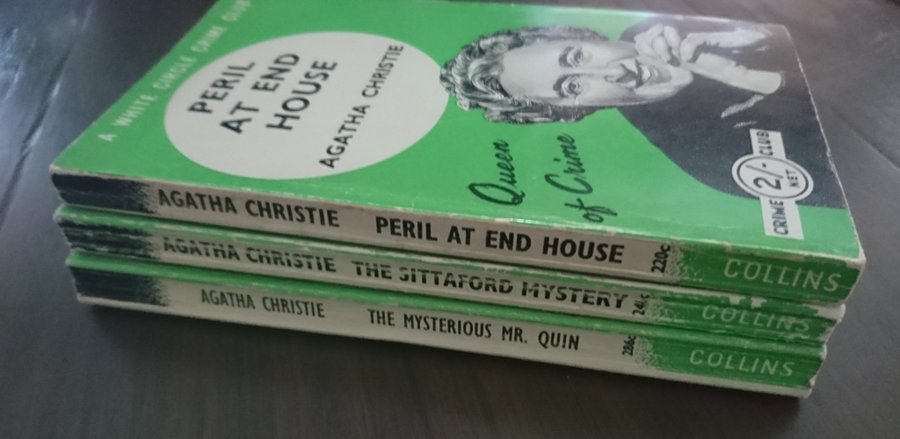 A WHITE CIRCLE CRIME CLUB
PERIL
AT END
HOUSE
AGATHA CHRISTIE
Queen
of Crime
CRIME 2/- CLUB
NET
AGATHA CHRISTIE PERIL AT END HOUSE 220c COLLINS
AGATHA CHRISTIE THE SITTAFORD MYSTERY 241c COLLINS
AGATHA CHRISTIE THE MYSTERIOUS MR. QUIN 286c COLLINS